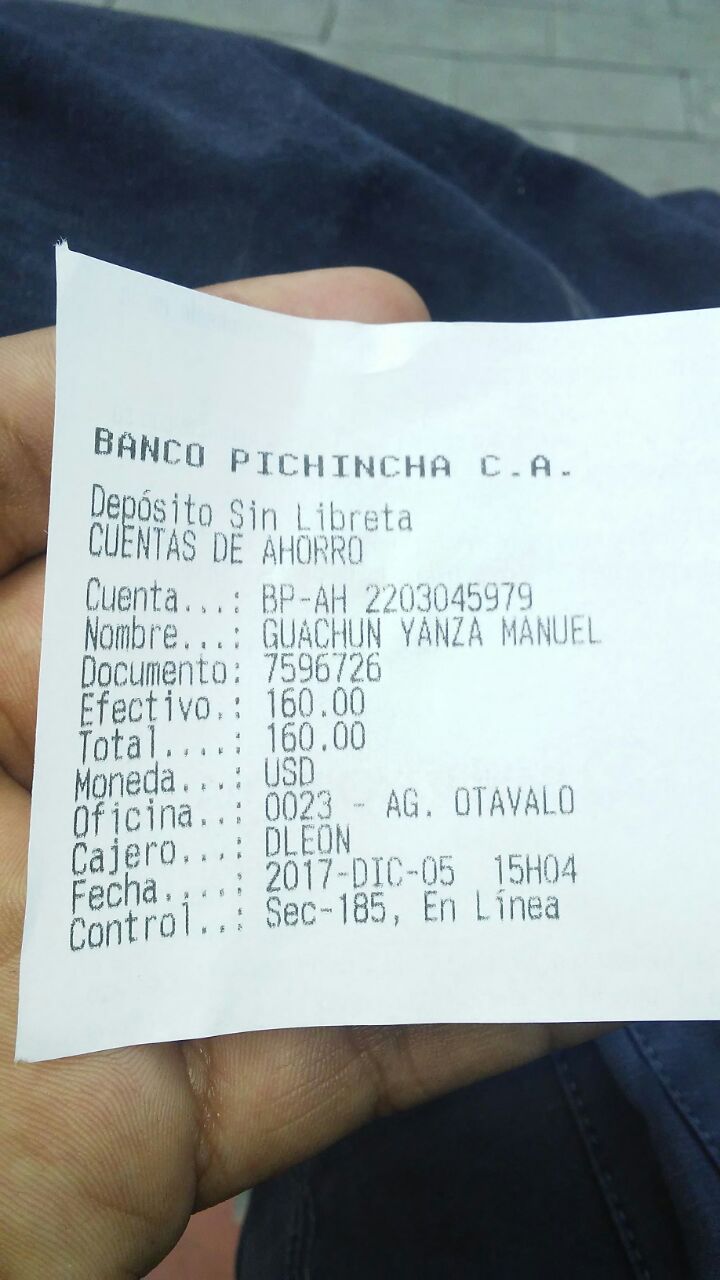 BANCO PICHINCHA C.A.
Depósito Sin Libreta
CUENTAS DE AHORRO
Cuenta...: BP-AH 2203045979
Nombre...: GUACHUN YANZA MANUEL
Documento: 7596726
Efectivo.: 160.00
Total....: 160.00
Moneda...: USD
Oficina..: 0023 - AG. OTAVALO
Cajero...: DLEON
Fecha....: 2017-DIC-05 15H04
Control..: Sec-185, En Línea